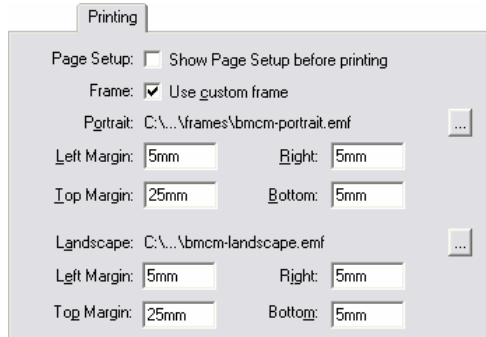 Printing
Page Setup: Show Page Setup before printing
Frame: Use custom frame
Portrait: C:\...\frames\bmcm-portrait.emf ...
Left Margin: 5mm Right: 5mm
Top Margin: 25mm Bottom: 5mm
Landscape: C:\...\bmcm-landscape.emf ...
Left Margin: 5mm Right: 5mm
Top Margin: 25mm Bottom: 5mm